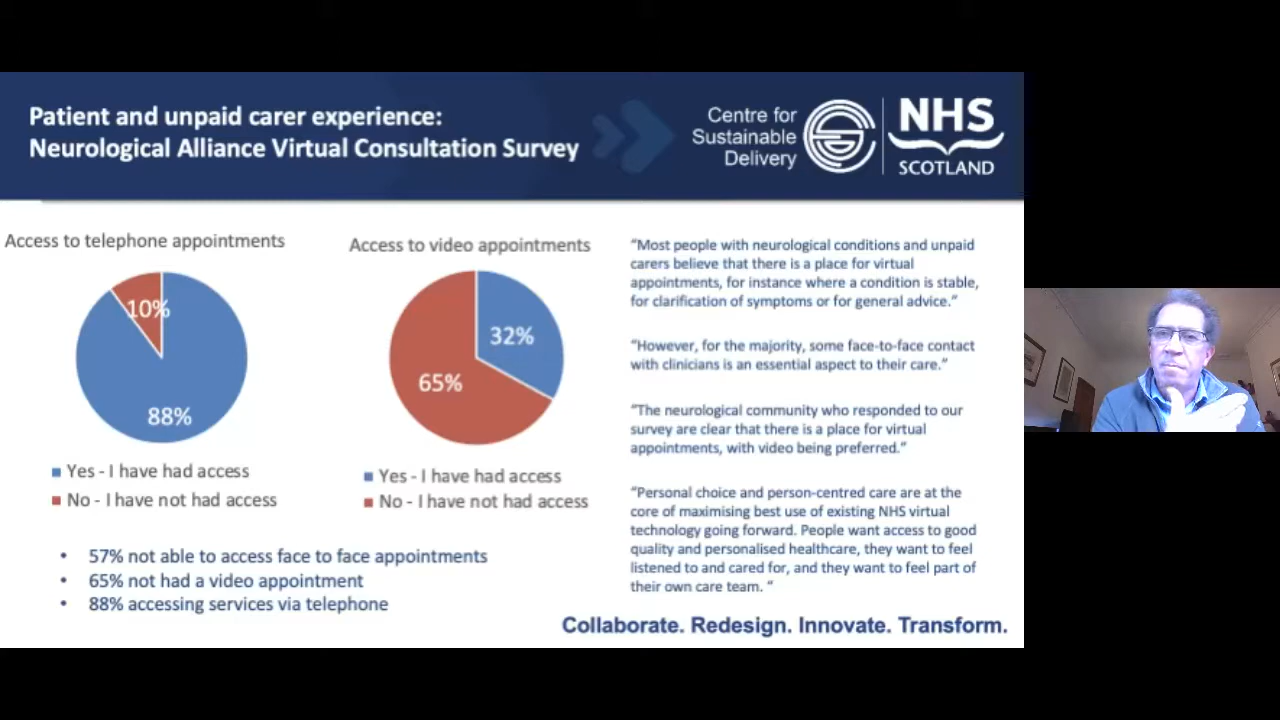 Patient and unpaid carer experience:
Neurological Alliance Virtual Consultation Survey
Centre for
Sustainable
Delivery
NHS
SCOTLAND
Access to telephone appointments
10%
88%
Yes - I have had access
No - I have not had access
Access to video appointments
32%
65%
Yes - I have had access
No - I have not had access
• 57% not able to access face to face appointments
• 65% not had a video appointment
• 88% accessing services via telephone
“Most people with neurological conditions and unpaid
carers believe that there is a place for virtual
appointments, for instance where a condition is stable,
for clarification of symptoms or for general advice.”
“However, for the majority, some face-to-face contact
with clinicians is an essential aspect to their care.”
“The neurological community who responded to our
survey are clear that there is a place for virtual
appointments, with video being preferred.”
“Personal choice and person-centred care are at the
core of maximising best use of existing NHS virtual
technology going forward. People want access to good
quality and personalised healthcare, they want to feel
listened to and cared for, and they want to feel part of
their own care team. “
Collaborate. Redesign. Innovate. Transform.